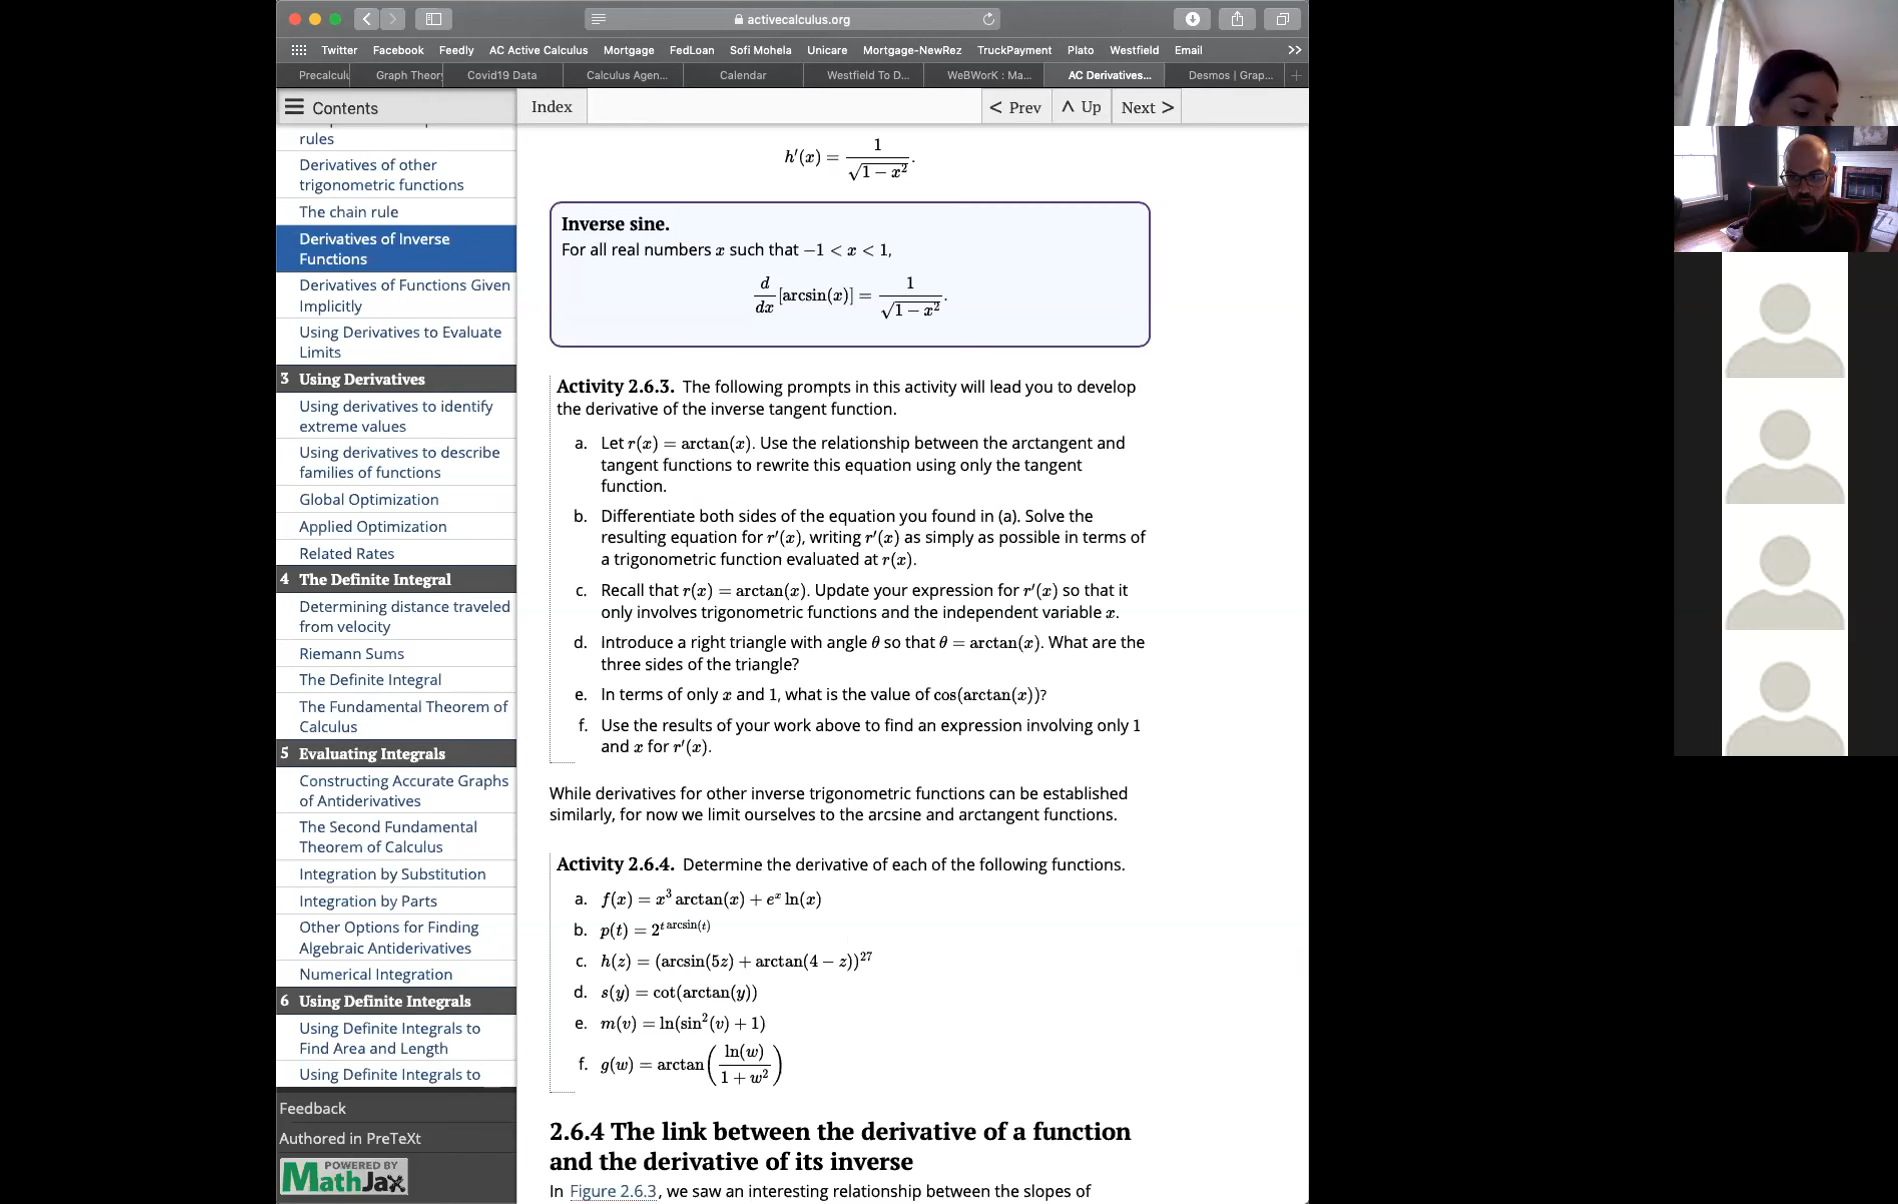 activecalculus.org
Twitter Facebook Feedly AC Active Calculus Mortgage FedLoan Sofi Mohela Unicare Mortgage-NewRez TruckPayment Plato Westfield Email >>
Precalculu Graph Theor Covid19 Data Calculus Agen... Calendar Westfield To D... WeBWorK : Ma... AC Derivatives... Desmos | Grap... +
Contents
Index
< Prev
Up
Next >
rules
Derivatives of other
trigonometric functions
The chain rule
Derivatives of Inverse
Functions
Derivatives of Functions Given
Implicitly
Using Derivatives to Evaluate
Limits
3 Using Derivatives
Using derivatives to identify
extreme values
Using derivatives to describe
families of functions
Global Optimization
Applied Optimization
Related Rates
4 The Definite Integral
Determining distance traveled
from velocity
Riemann Sums
The Definite Integral
The Fundamental Theorem of
Calculus
5 Evaluating Integrals
Constructing Accurate Graphs
of Antiderivatives
The Second Fundamental
Theorem of Calculus
Integration by Substitution
Integration by Parts
Other Options for Finding
Algebraic Antiderivatives
Numerical Integration
6 Using Definite Integrals
Using Definite Integrals to
Find Area and Length
Using Definite Integrals to
Feedback
Authored in PreTeXt
POWERED BY
MathJax
h′(x) = 1/√(1 − x²).
Inverse sine.
For all real numbers x such that −1 < x < 1,
d/dx [arcsin(x)] = 1/√(1 − x²).
Activity 2.6.3. The following prompts in this activity will lead you to develop
the derivative of the inverse tangent function.
a. Let r(x) = arctan(x). Use the relationship between the arctangent and
tangent functions to rewrite this equation using only the tangent
function.
b. Differentiate both sides of the equation you found in (a). Solve the
resulting equation for r′(x), writing r′(x) as simply as possible in terms of
a trigonometric function evaluated at r(x).
c. Recall that r(x) = arctan(x). Update your expression for r′(x) so that it
only involves trigonometric functions and the independent variable x.
d. Introduce a right triangle with angle θ so that θ = arctan(x). What are the
three sides of the triangle?
e. In terms of only x and 1, what is the value of cos(arctan(x))?
f. Use the results of your work above to find an expression involving only 1
and x for r′(x).
While derivatives for other inverse trigonometric functions can be established
similarly, for now we limit ourselves to the arcsine and arctangent functions.
Activity 2.6.4. Determine the derivative of each of the following functions.
a. f(x) = x³ arctan(x) + eˣ ln(x)
b. p(t) = 2^(t arcsin(t))
c. h(z) = (arcsin(5z) + arctan(4 − z))²⁷
d. s(y) = cot(arctan(y))
e. m(v) = ln(sin²(v) + 1)
f. g(w) = arctan(ln(w)/(1 + w²))
2.6.4 The link between the derivative of a function
and the derivative of its inverse
In Figure 2.6.3, we saw an interesting relationship between the slopes of